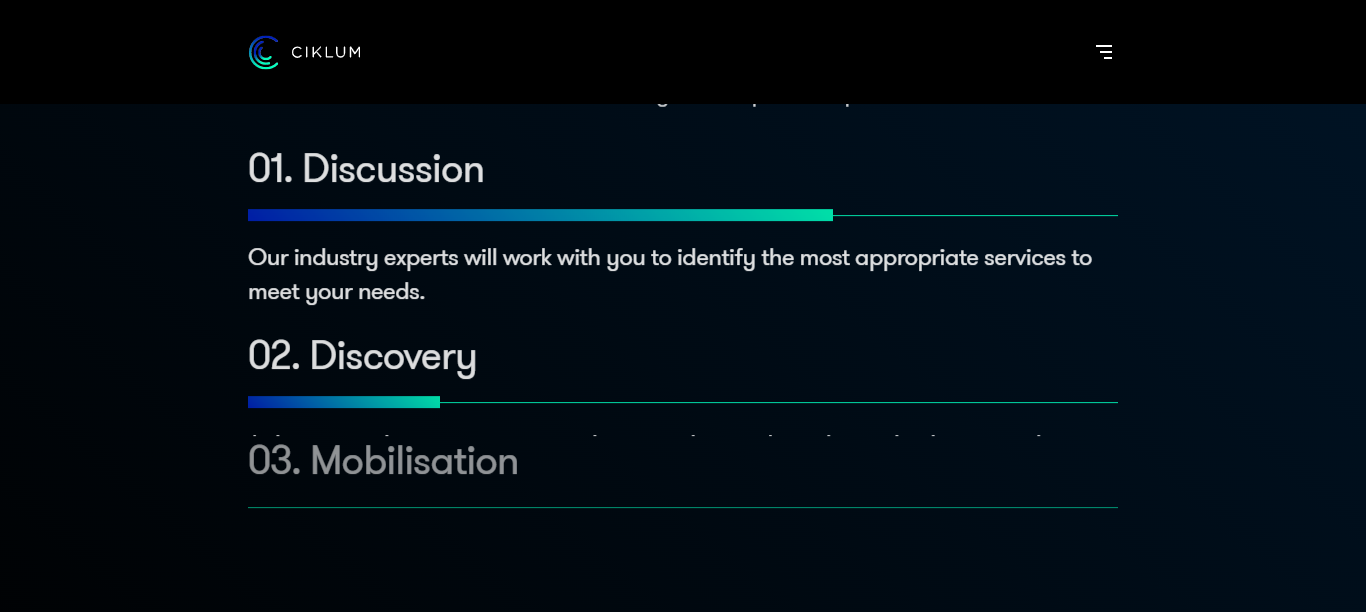 CIKLUM
01. Discussion
Our industry experts will work with you to identify the most appropriate services to
meet your needs.
02. Discovery
03. Mobilisation